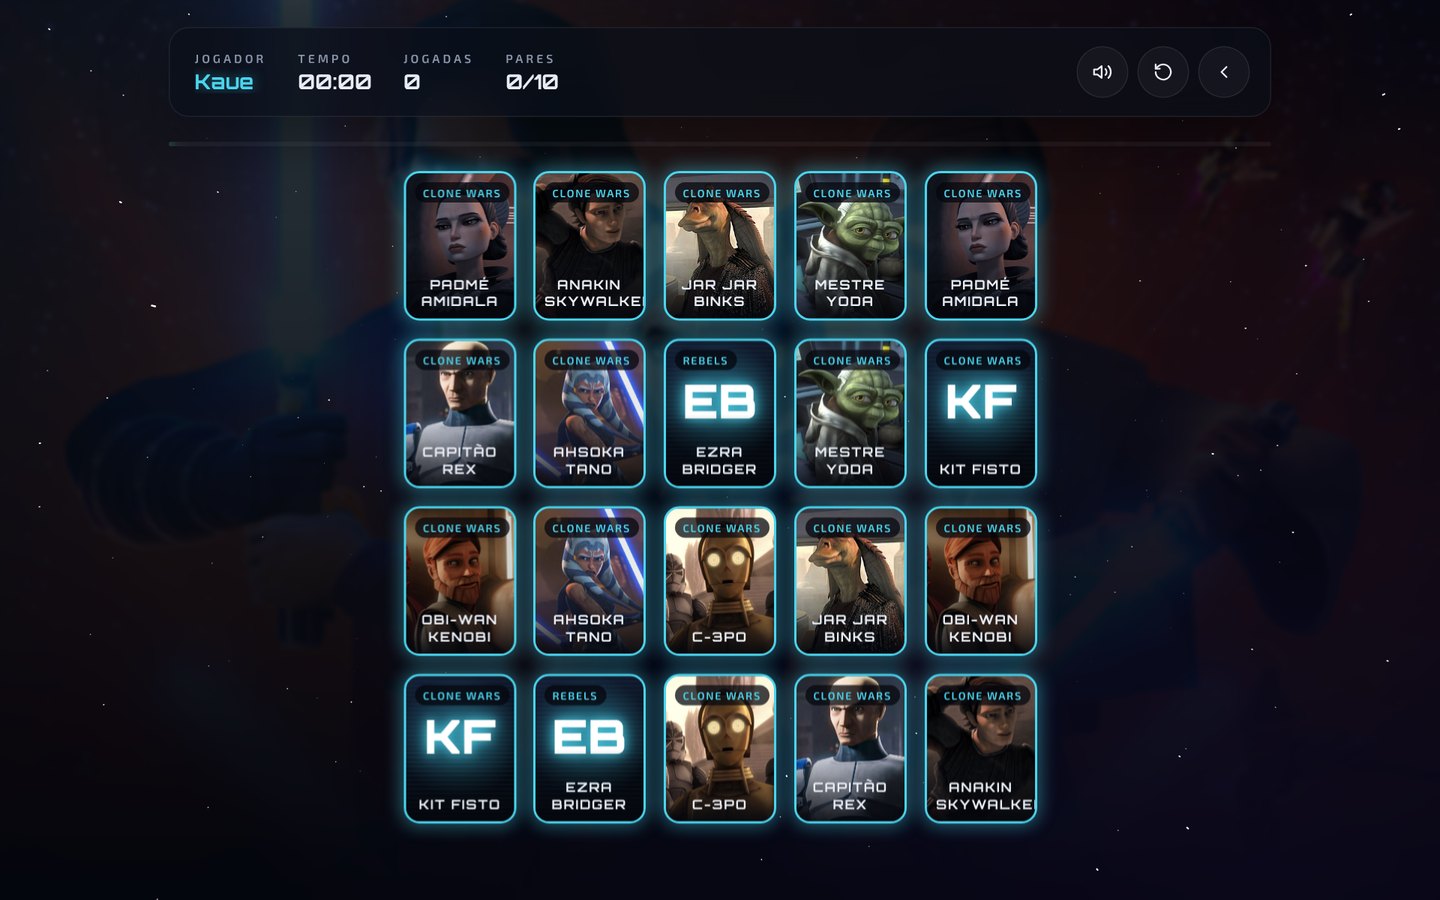 JOGADOR TEMPO JOGADAS PARES
Kaue 00:00 0 0/10
CLONE WARS CLONE WARS CLONE WARS CLONE WARS CLONE WARS
PADMÉ ANAKIN JAR JAR MESTRE PADMÉ
AMIDALA SKYWALKE BINKS YODA AMIDALA
CLONE WARS CLONE WARS REBELS CLONE WARS CLONE WARS
EB KF
CAPITÃO AHSOKA EZRA MESTRE
REX TANO BRIDGER YODA KIT FISTO
CLONE WARS CLONE WARS CLONE WARS CLONE WARS CLONE WARS
OBI-WAN AHSOKA JAR JAR OBI-WAN
KENOBI TANO C-3PO BINKS KENOBI
CLONE WARS REBELS CLONE WARS CLONE WARS CLONE WARS
KF EB
EZRA CAPITÃO ANAKIN
KIT FISTO BRIDGER C-3PO REX SKYWALKE